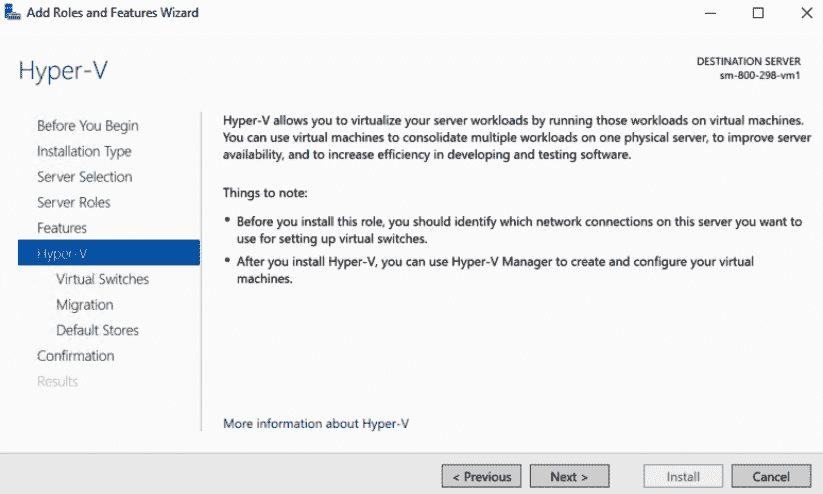 Add Roles and Features Wizard
Hyper-V
DESTINATION SERVER
sm-800-298-vm1
Before You Begin
Installation Type
Server Selection
Server Roles
Features
Hyper-V
Virtual Switches
Migration
Default Stores
Confirmation
Results
Hyper-V allows you to virtualize your server workloads by running those workloads on virtual machines.
You can use virtual machines to consolidate multiple workloads on one physical server, to improve server
availability, and to increase efficiency in developing and testing software.
Things to note:
• Before you install this role, you should identify which network connections on this server you want to
use for setting up virtual switches.
• After you install Hyper-V, you can use Hyper-V Manager to create and configure your virtual
machines.
More information about Hyper-V
< Previous
Next >
Install
Cancel